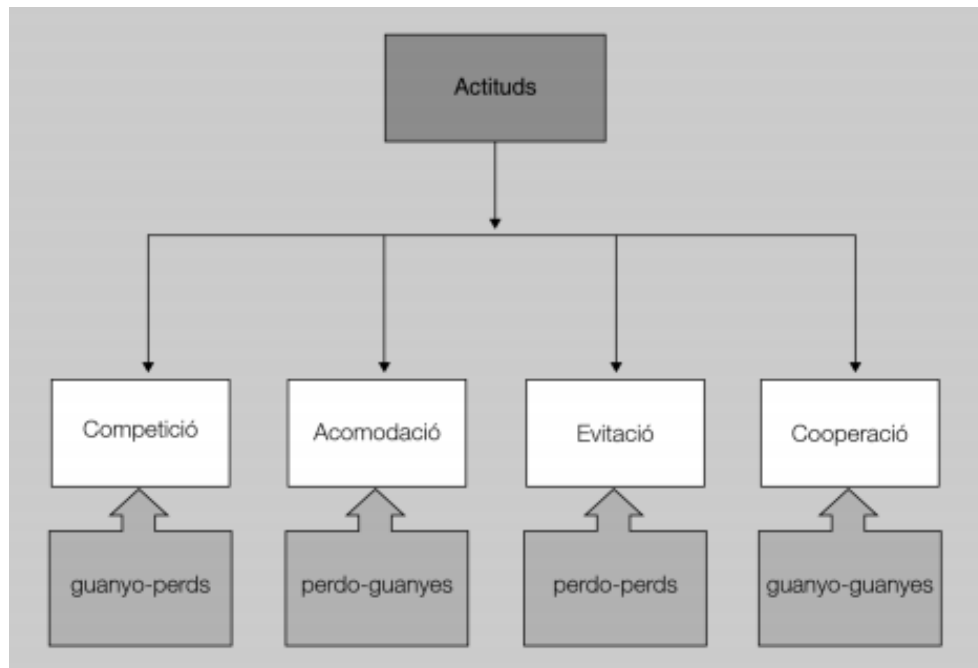 Actituds
Competició
Acomodació
Evitació
Cooperació
guanyo-perds
perdo-guanyes
perdo-perds
guanyo-guanyes